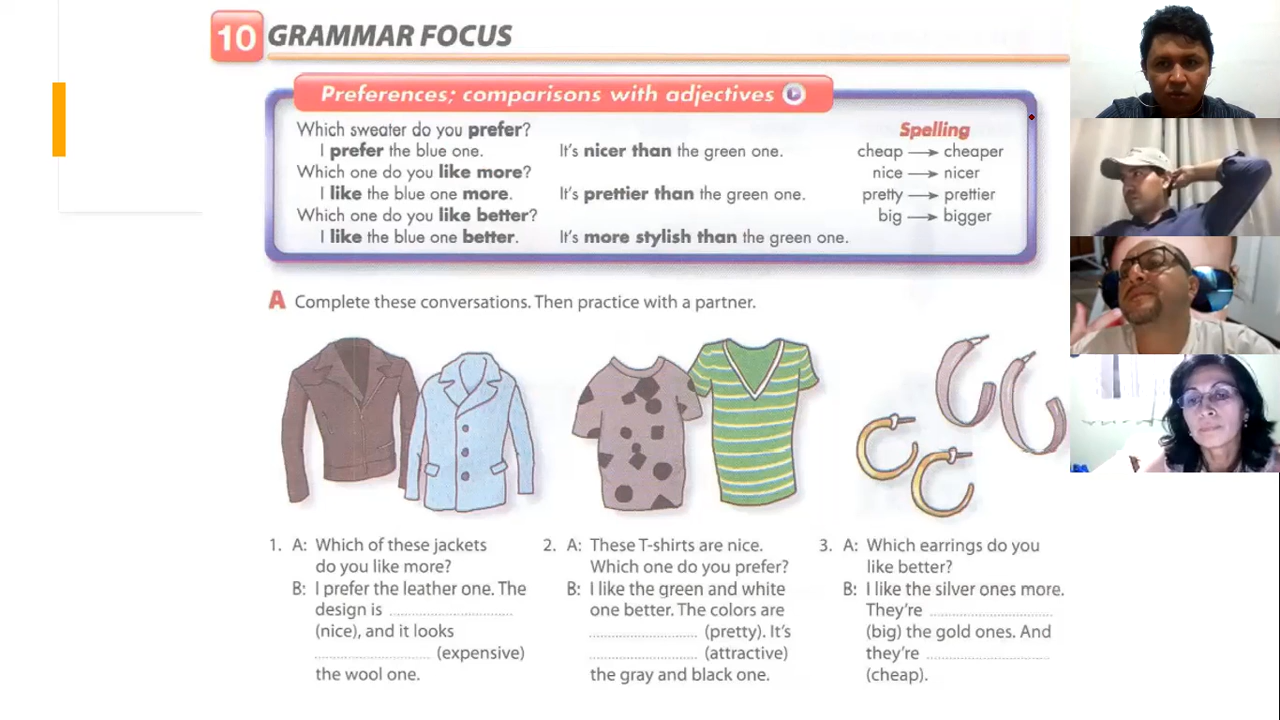 10 GRAMMAR FOCUS
Preferences; comparisons with adjectives
Which sweater do you prefer?
I prefer the blue one. It's nicer than the green one.
Which one do you like more?
I like the blue one more. It's prettier than the green one.
Which one do you like better?
I like the blue one better. It's more stylish than the green one.
Spelling
cheap → cheaper
nice → nicer
pretty → prettier
big → bigger
A Complete these conversations. Then practice with a partner.
1. A: Which of these jackets
do you like more?
B: I prefer the leather one. The
design is ....................
(nice), and it looks
.................... (expensive)
the wool one.
2. A: These T-shirts are nice.
Which one do you prefer?
B: I like the green and white
one better. The colors are
.................... (pretty). It's
.................... (attractive)
the gray and black one.
3. A: Which earrings do you
like better?
B: I like the silver ones more.
They're ....................
(big) the gold ones. And
they're ....................
(cheap).